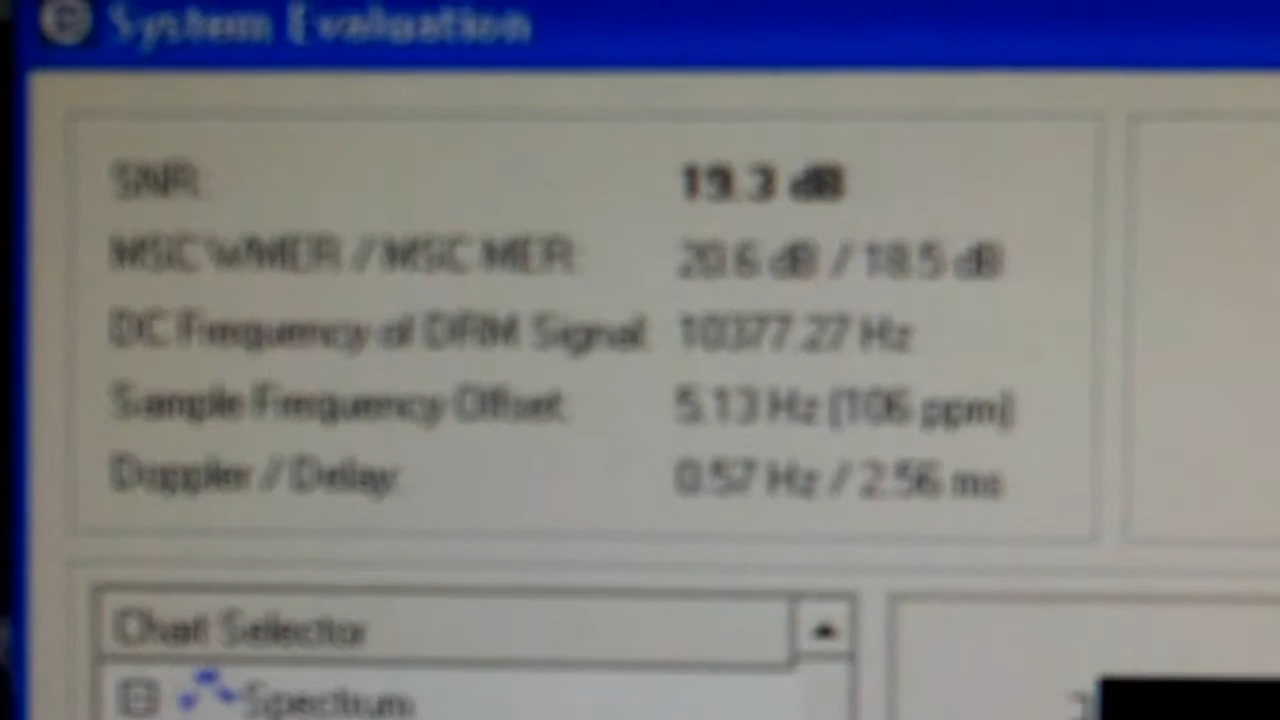 System Evaluation
SNR: 19.3 dB
MSC WMER / MSC MER: 20.6 dB / 18.5 dB
DC Frequency of DRM Signal: 10377.27 Hz
Sample Frequency Offset: 5.13 Hz (106 ppm)
Doppler / Delay: 0.57 Hz / 2.56 ms
Chart Selector
Spectrum